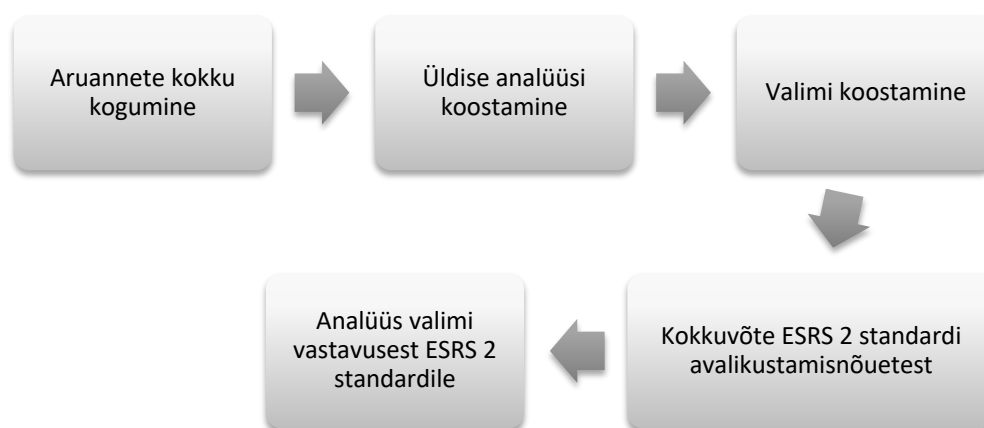 Aruannete kokku
kogumine
Üldise analüüsi
koostamine
Valimi koostamine
Kokkuvõte ESRS 2 standardi
avalikustamisnõuetest
Analüüs valimi
vastavusest ESRS 2
standardile